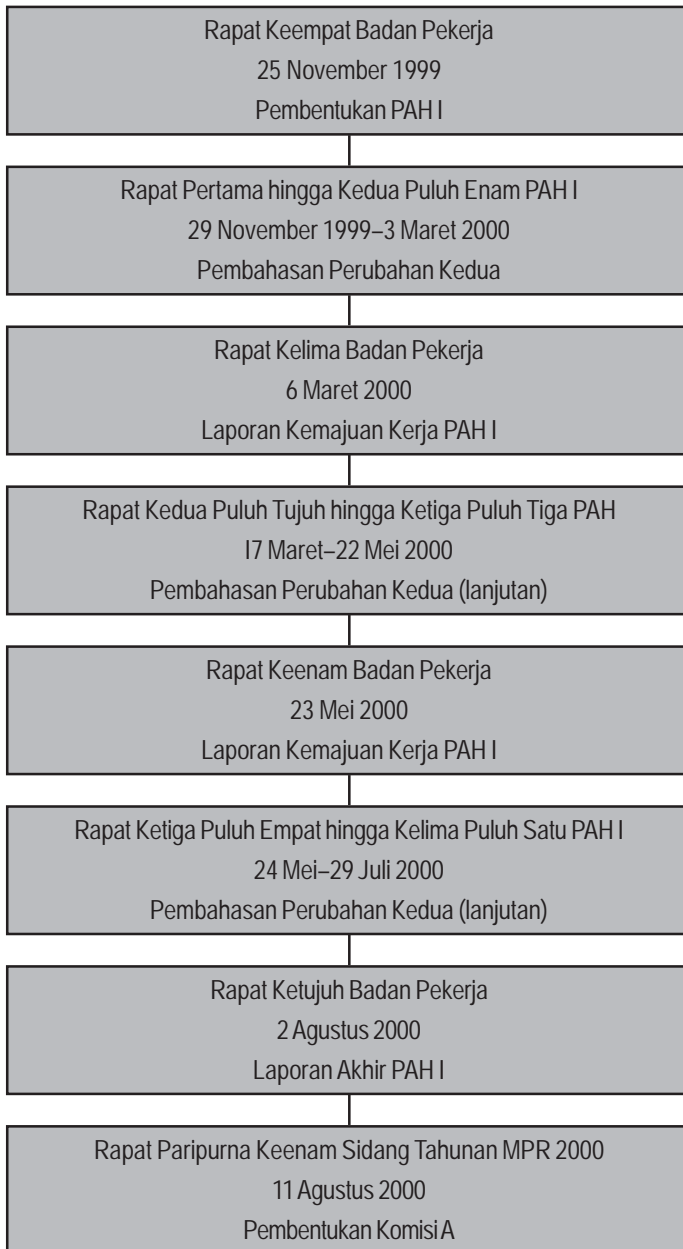 Rapat Keempat Badan Pekerja
25 November 1999
Pembentukan PAH I
Rapat Pertama hingga Kedua Puluh Enam PAH I
29 November 1999–3 Maret 2000
Pembahasan Perubahan Kedua
Rapat Kelima Badan Pekerja
6 Maret 2000
Laporan Kemajuan Kerja PAH I
Rapat Kedua Puluh Tujuh hingga Ketiga Puluh Tiga PAH
I7 Maret–22 Mei 2000
Pembahasan Perubahan Kedua (lanjutan)
Rapat Keenam Badan Pekerja
23 Mei 2000
Laporan Kemajuan Kerja PAH I
Rapat Ketiga Puluh Empat hingga Kelima Puluh Satu PAH I
24 Mei–29 Juli 2000
Pembahasan Perubahan Kedua (lanjutan)
Rapat Ketujuh Badan Pekerja
2 Agustus 2000
Laporan Akhir PAH I
Rapat Paripurna Keenam Sidang Tahunan MPR 2000
11 Agustus 2000
Pembentukan Komisi A